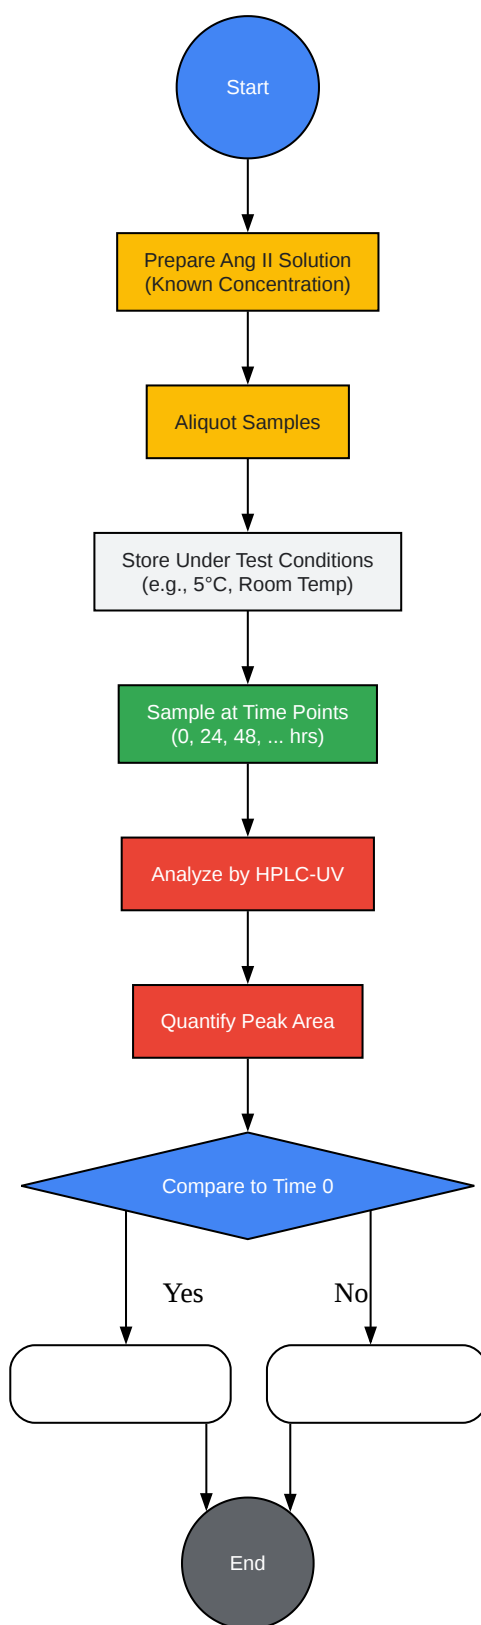 Start
Prepare Ang II Solution
(Known Concentration)
Aliquot Samples
Store Under Test Conditions
(e.g., 5°C, Room Temp)
Sample at Time Points
(0, 24, 48, ... hrs)
Analyze by HPLC-UV
Quantify Peak Area
Compare to Time 0
Yes
No
End